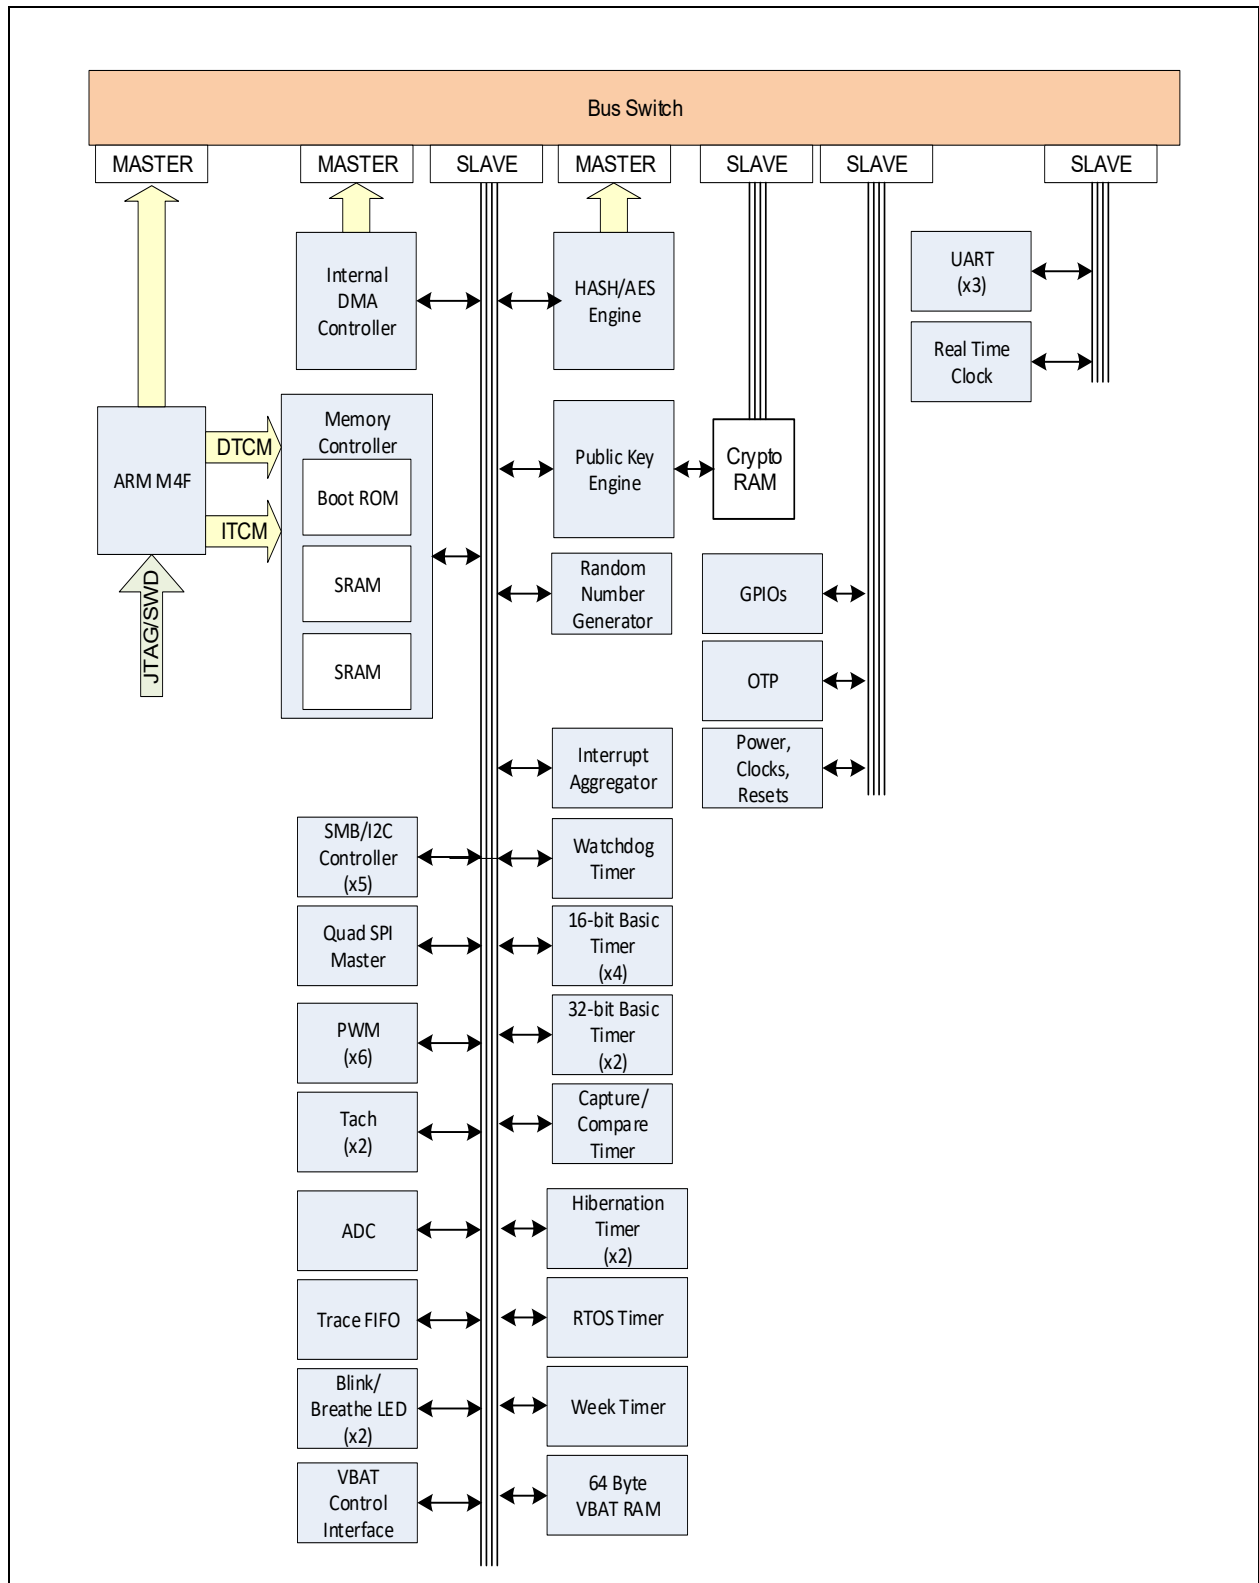 Bus Switch
MASTER
MASTER
SLAVE
MASTER
SLAVE
SLAVE
SLAVE
Internal
DMA
Controller
HASH/AES
Engine
UART
(x3)
Real Time
Clock
ARM M4F
DTCM
ITCM
JTAG/SWD
Memory
Controller
Boot ROM
SRAM
SRAM
Public Key
Engine
Crypto
RAM
Random
Number
Generator
GPIOs
OTP
Interrupt
Aggregator
Power,
Clocks,
Resets
SMB/I2C
Controller
(x5)
Watchdog
Timer
Quad SPI
Master
16-bit Basic
Timer
(x4)
PWM
(x6)
32-bit Basic
Timer
(x2)
Tach
(x2)
Capture/
Compare
Timer
ADC
Hibernation
Timer
(x2)
Trace FIFO
RTOS Timer
Blink/
Breathe LED
(x2)
Week Timer
VBAT
Control
Interface
64 Byte
VBAT RAM